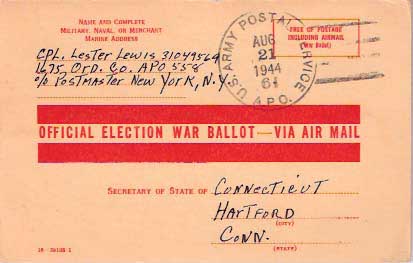 NAME AND COMPLETE
MILITARY, NAVAL, OR MERCHANT
MARINE ADDRESS
CPL. LESTER LEWIS 31049569
1675, ORD. CO. APO 558
c/o POSTMASTER NEW YORK, N.Y.
U.S. ARMY POSTAL SERVICE
AUG
21
1944
A.P.O.
FREE OF POSTAGE
INCLUDING AIRMAIL
(War Ballot)
OFFICIAL ELECTION WAR BALLOT—VIA AIR MAIL
SECRETARY OF STATE OF CONNECTICUT
HARTFORD
(CITY)
CONN.
(STATE)